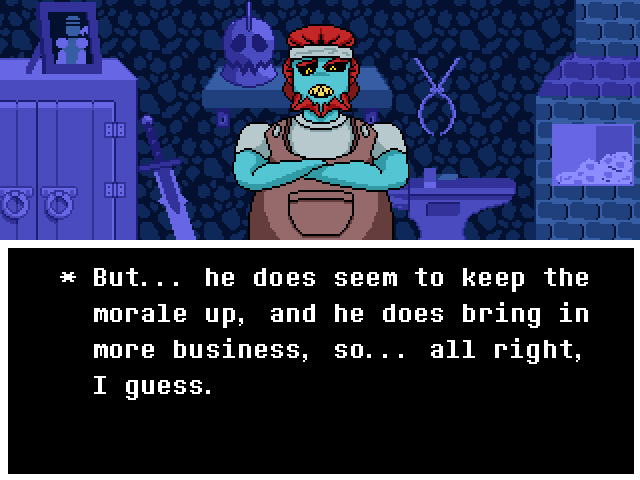 * But... he does seem to keep the
morale up, and he does bring in
more business, so... all right,
I guess.